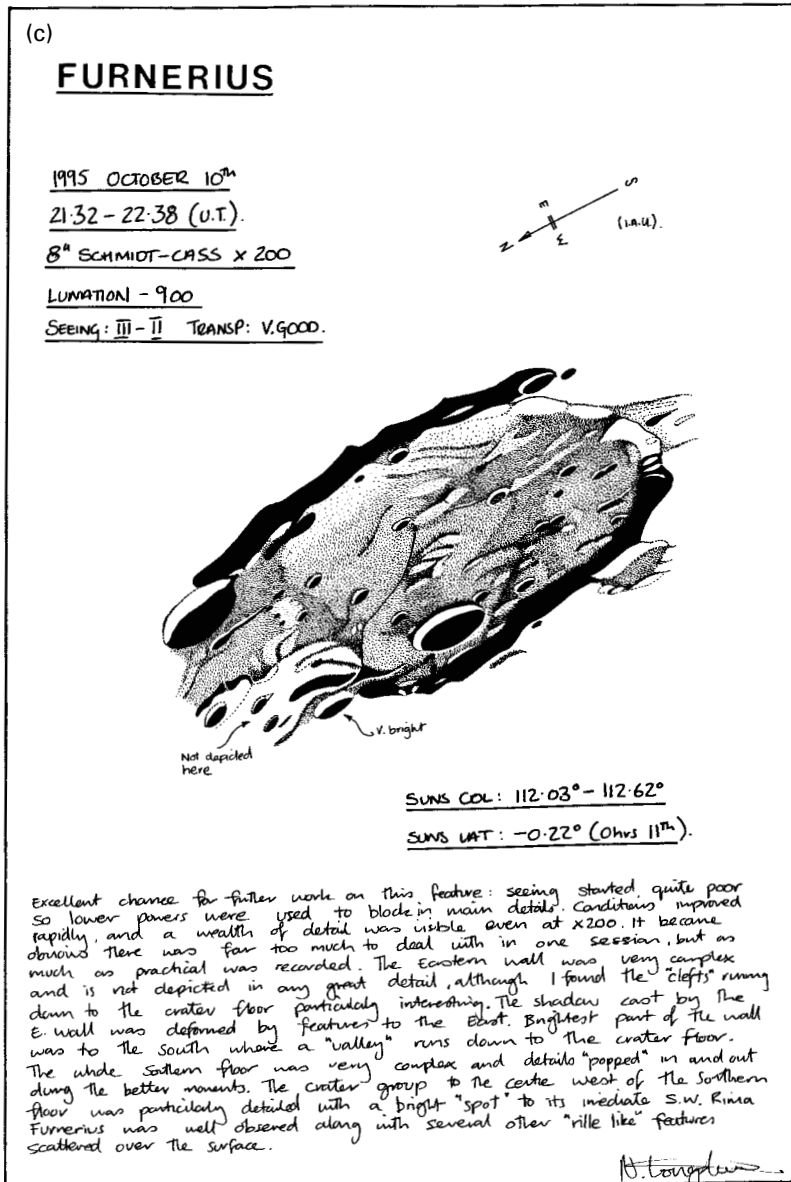 (c)
FURNERIUS
1995 OCTOBER 10TH
21·32 - 22·38 (U.T).
8" SCHMIDT-CASS x 200
LUNATION - 900
SEEING: III - II TRANSP: V.GOOD.
S
E
W
N
(I.A.U).
Not depicted
here
V. bright
SUNS COL: 112·03° - 112·62°
SUNS LAT: -0·22° (0hrs 11TH).
Excellent chance for futher work on this feature: seeing started quite poor
so lower powers were used to block in main details. Conditions improved
rapidly, and a wealth of detail was visible even at x200. It became
obvious there was far too much to deal with in one session, but as
much as practical was recorded. The Eastern wall was very complex
and is not depicted in any great detail, although I found the "clefts" running
down to the crater floor particularly interesting. The shadow cast by the
E. wall was deformed by features to the East. Brightest part of the wall
was to the South where a "valley" runs down to the crater floor.
The whole Southern floor was very complex and details "popped" in and out
during the better moments. The crater group to the centre west of the Southern
floor was particularly detailed with a bright "spot" to its imediate S.W. Rima
Furnerius was well observed along with several other "rille like" features
scattered over the surface.